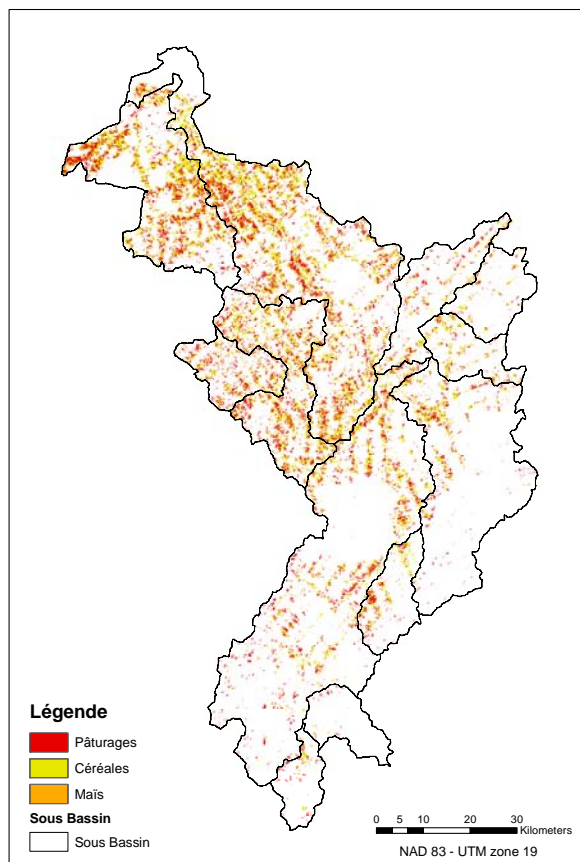 Légende
Pâturages
Céréales
Maïs
Sous Bassin
Sous Bassin
0 5 10 20 30
Kilometers
NAD 83 - UTM zone 19